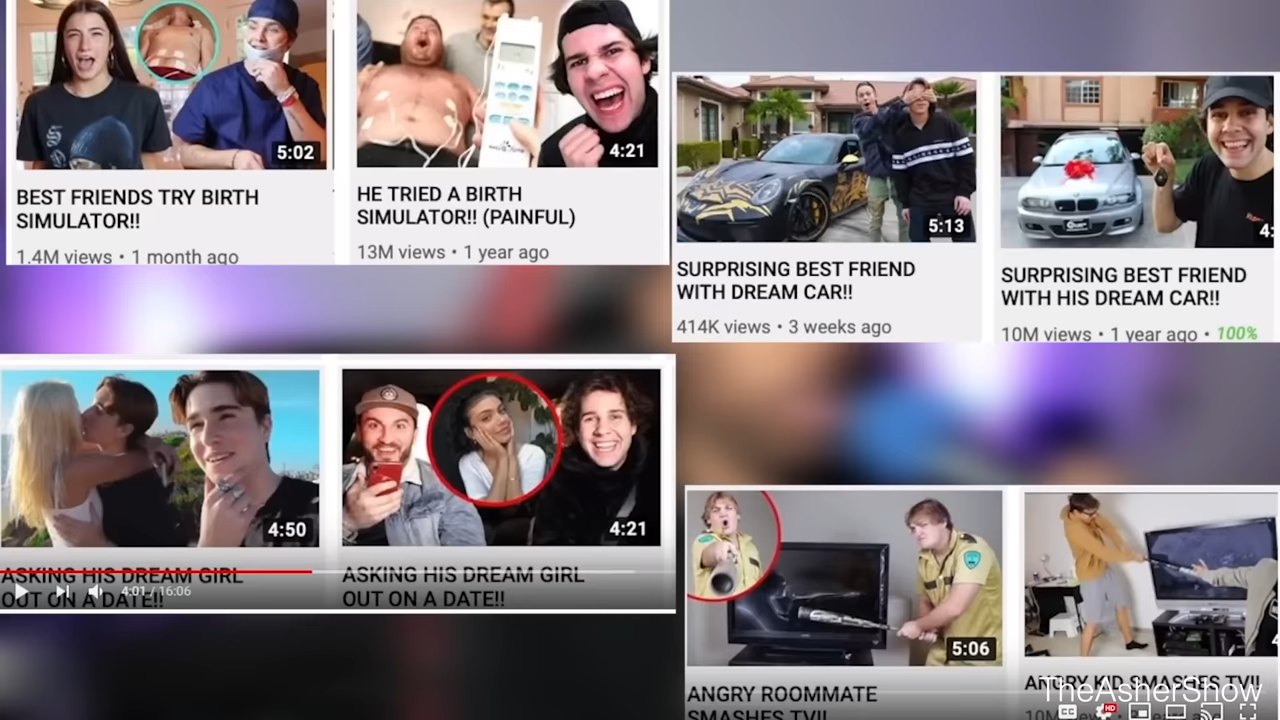 5:02
BEST FRIENDS TRY BIRTH
SIMULATOR!!
1.4M views • 1 month ago
4:21
HE TRIED A BIRTH
SIMULATOR!! (PAINFUL)
13M views • 1 year ago
5:13
SURPRISING BEST FRIEND
WITH DREAM CAR!!
414K views • 3 weeks ago
4:
SURPRISING BEST FRIEND
WITH HIS DREAM CAR!!
10M views • 1 year ago • 100%
4:50
ASKING HIS DREAM GIRL
OUT ON A DATE!!
4:01 / 16:06
4:21
ASKING HIS DREAM GIRL
OUT ON A DATE!!
5:06
ANGRY ROOMMATE
SMASHES TV!!
4
ANGRY KID SMASHES TV!!
TheAsherShow
CC
HD